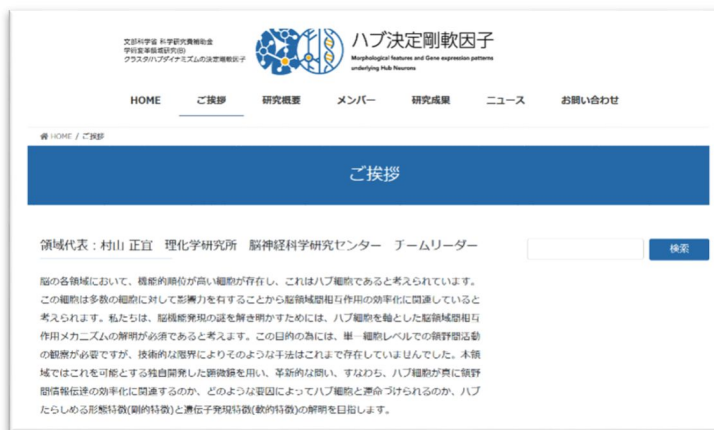 文部科学省 科学研究費補助金
学術変革領域研究(B)
クラスタ/ハブダイナミズムの決定剛軟因子
ハブ決定剛軟因子
Morphological features and Gene expression patterns
underlying Hub Neurons
HOME ご挨拶 研究概要 メンバー 研究成果 ニュース お問い合わせ
HOME / ご挨拶
ご挨拶
領域代表：村山 正宜 理化学研究所 脳神経科学研究センター チームリーダー
検索
脳の各領域において、機能的順位が高い細胞が存在し、これはハブ細胞であると考えられています。
この細胞は多数の細胞に対して影響力を有することから脳領域間相互作用の効率化に関連していると
考えられます。私たちは、脳機能発現の謎を解き明かすためには、ハブ細胞を軸とした脳領域間相互
作用メカニズムの解明が必須であると考えます。この目的の為には、単一細胞レベルでの領野間活動
の観察が必要ですが、技術的な限界によりそのような手法はこれまで存在していませんでした。本領
域ではこれを可能とする独自開発した顕微鏡を用い、革新的な問い、すなわち、ハブ細胞が真に領野
間情報伝達の効率化に関連するのか、どのような要因によってハブ細胞と運命づけられるのか、ハブ
たらしめる形態特徴(剛的特徴)と遺伝子発現特徴(軟的特徴)の解明を目指します。